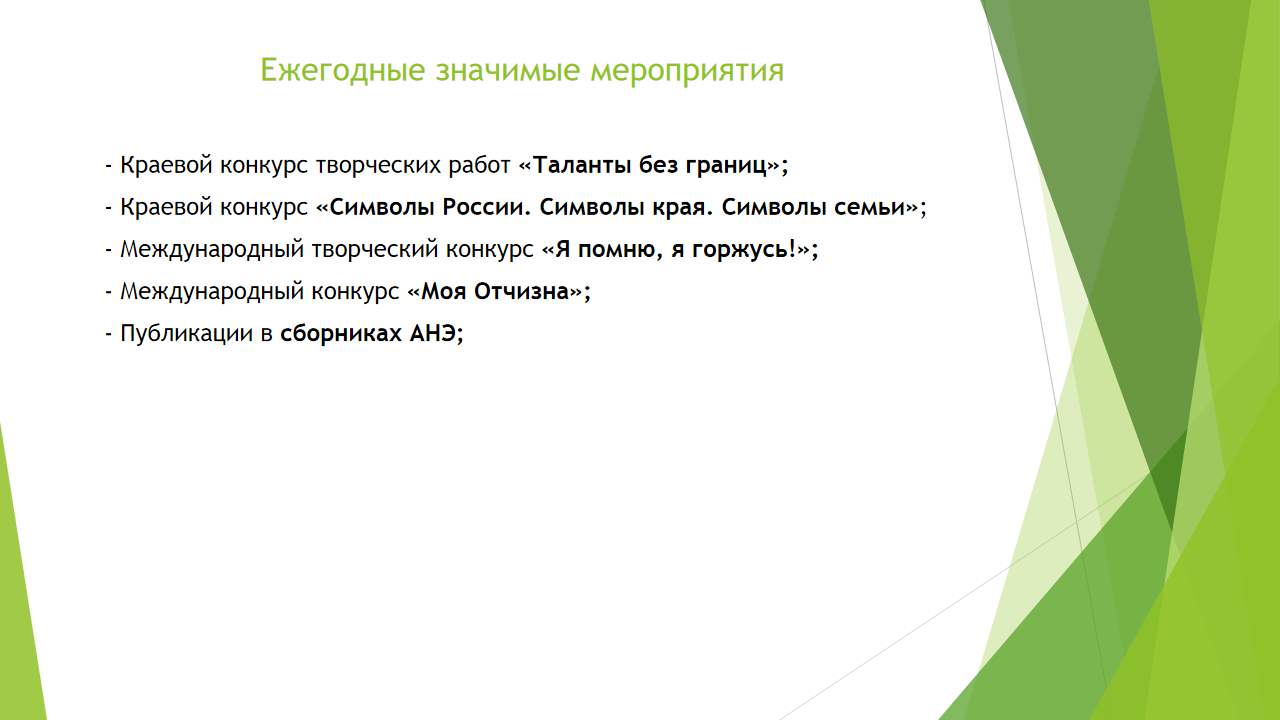 Ежегодные значимые мероприятия
- Краевой конкурс творческих работ «Таланты без границ»;
- Краевой конкурс «Символы России. Символы края. Символы семьи»;
- Международный творческий конкурс «Я помню, я горжусь!»;
- Международный конкурс «Моя Отчизна»;
- Публикации в сборниках АНЭ;